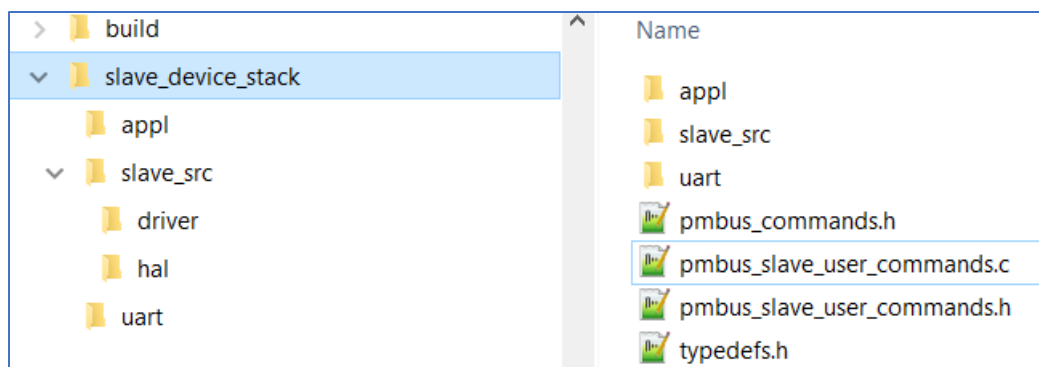 build
slave_device_stack
appl
slave_src
driver
hal
uart
Name
appl
slave_src
uart
pmbus_commands.h
pmbus_slave_user_commands.c
pmbus_slave_user_commands.h
typedefs.h